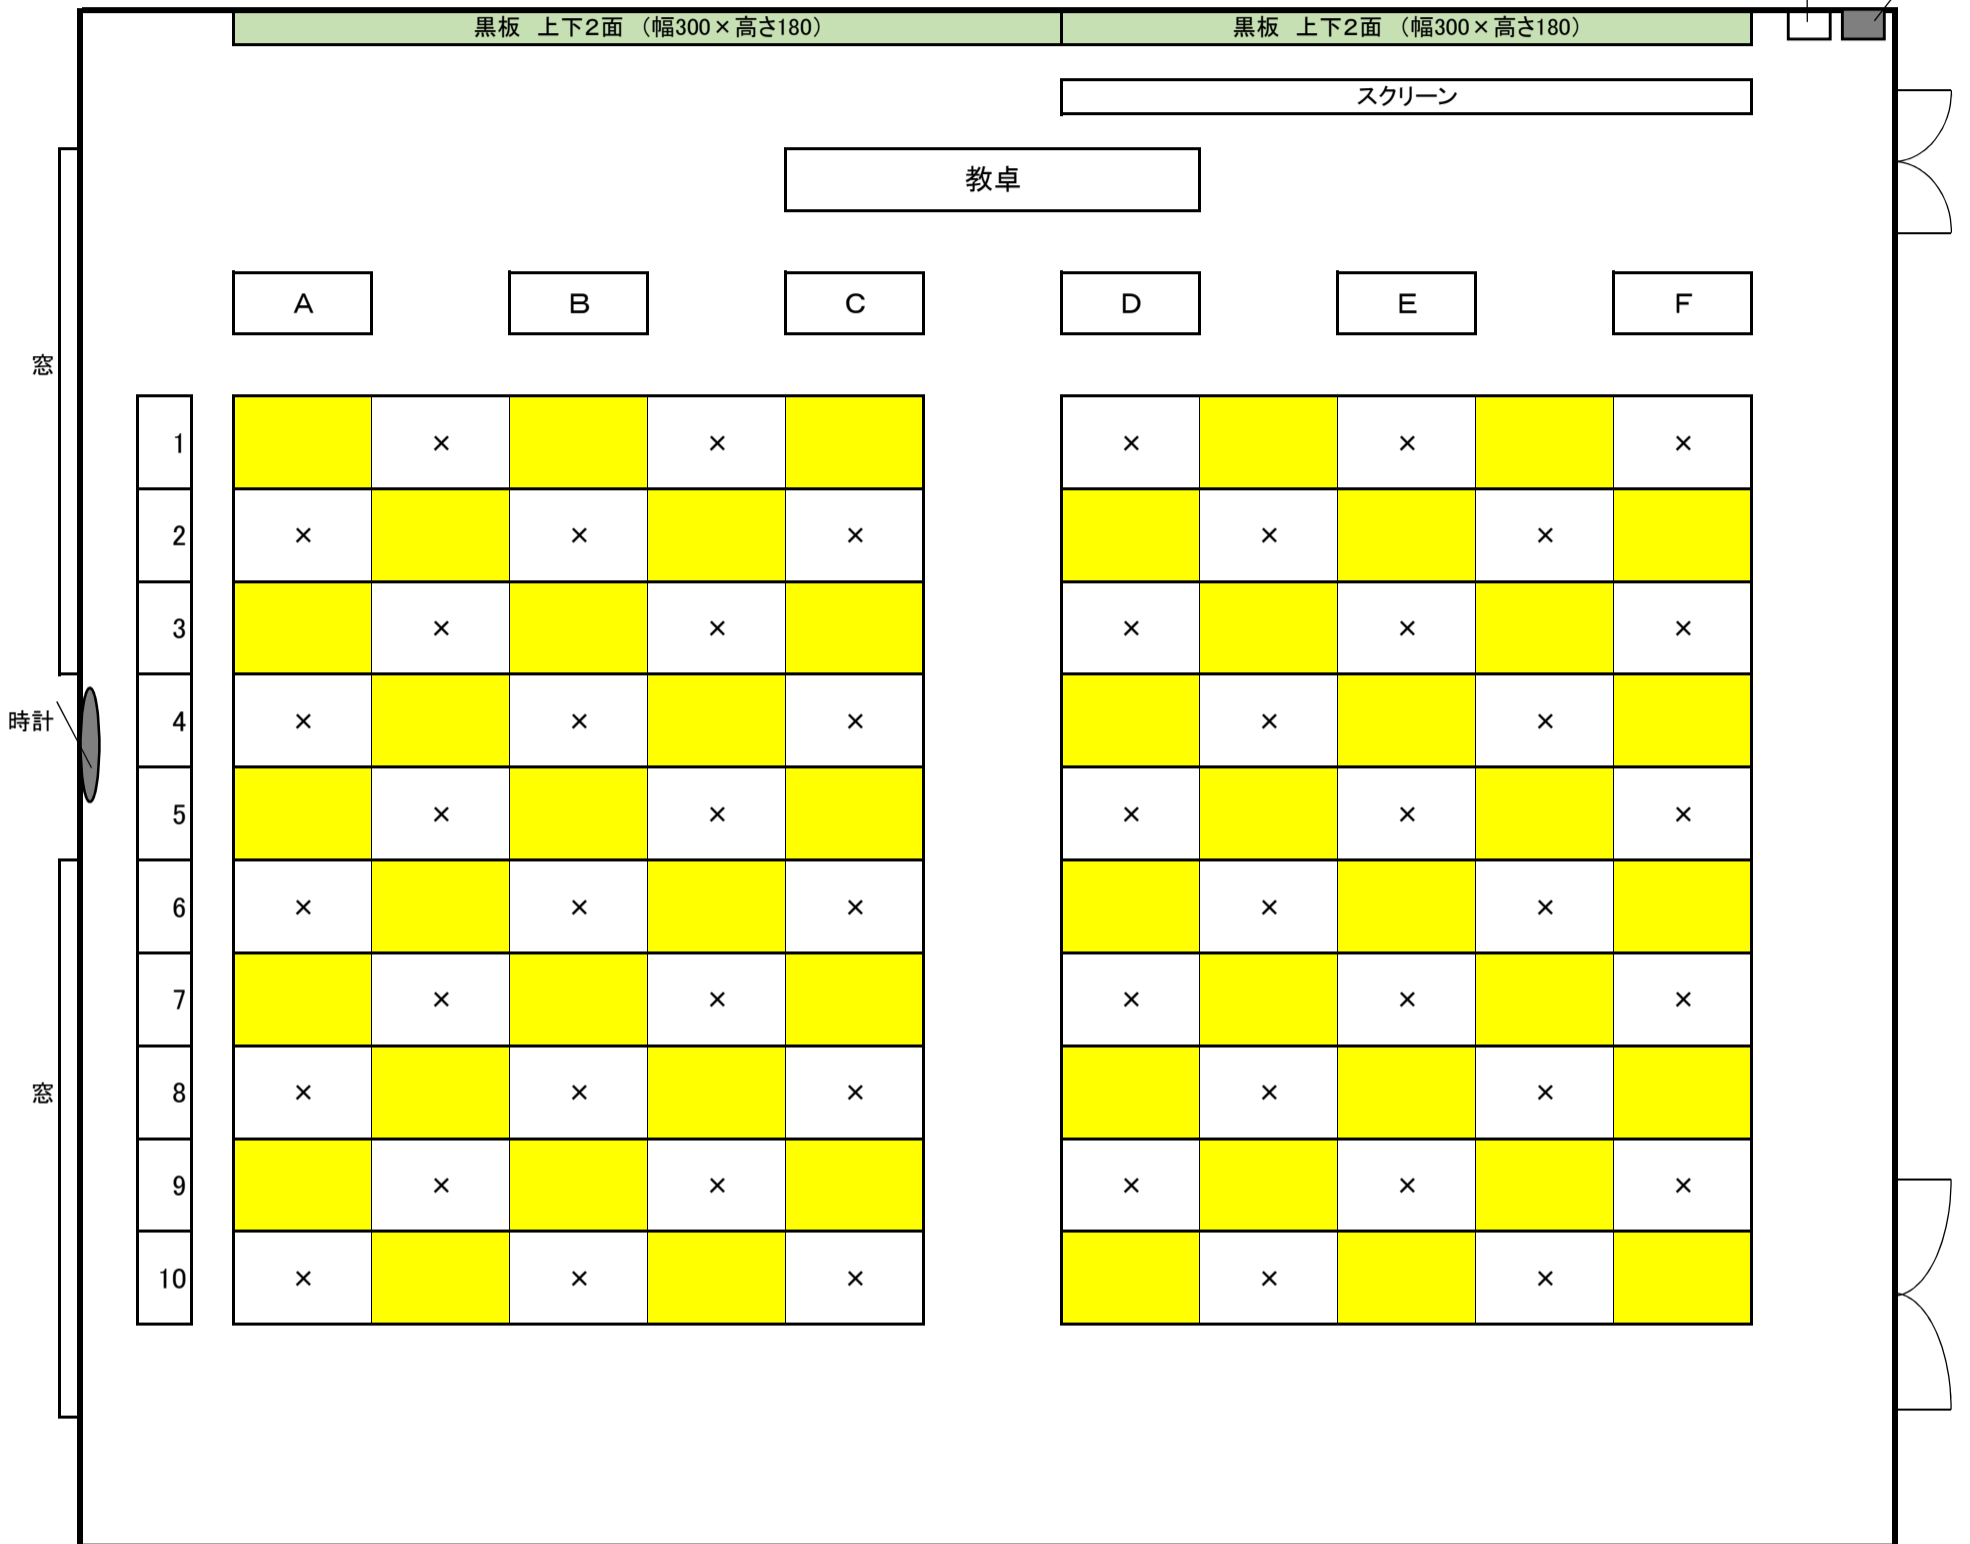 黒板　上下２面　（幅300×高さ180）　黒板　上下２面　（幅300×高さ180）
スクリーン
教卓
A B C D E F
窓
1 × × × × ×
2 × × × × ×
3 × × × × ×
時計 4 × × × × ×
5 × × × × ×
6 × × × × ×
7 × × × × ×
窓 8 × × × × ×
9 × × × × ×
10 × × × × ×